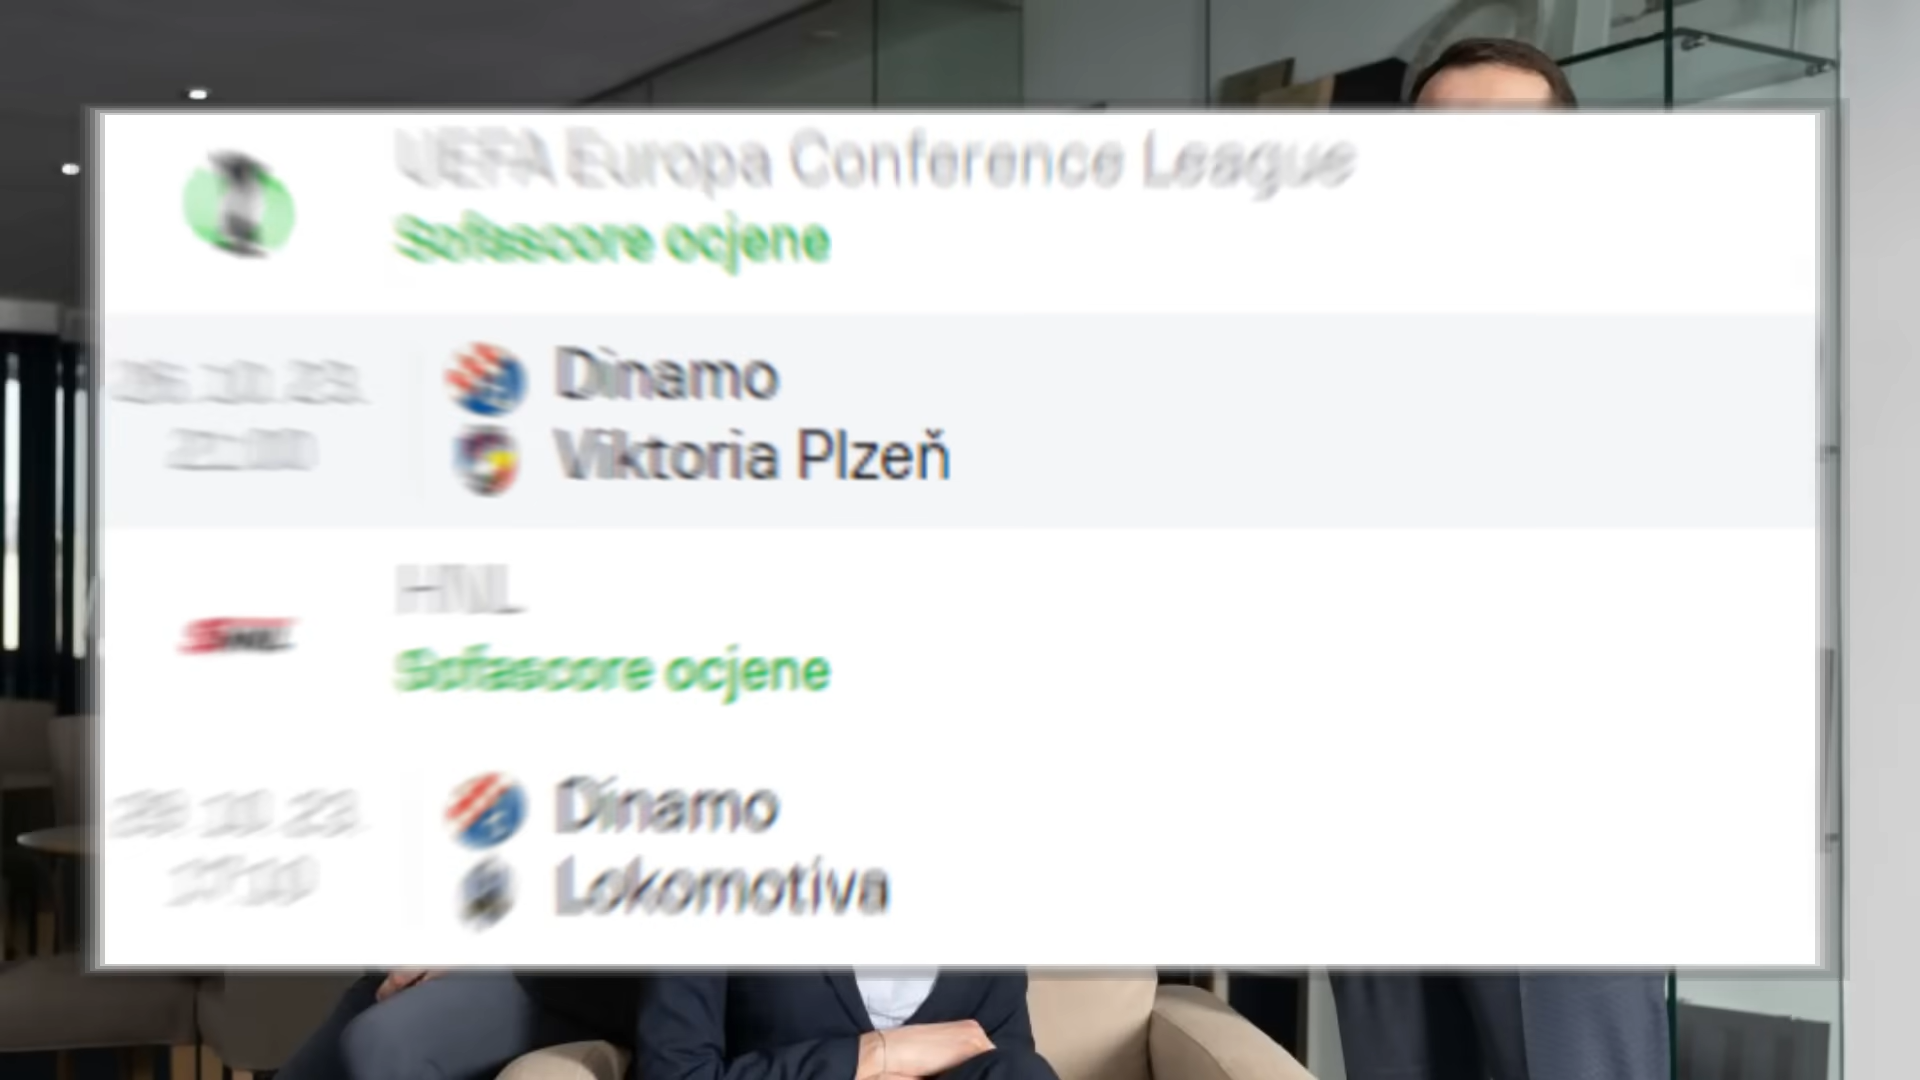 UEFA Europa Conference League
Sofascore ocjene
Dinamo
Viktoria Plzeň
HNL
Sofascore ocjene
Dinamo
Lokomotiva